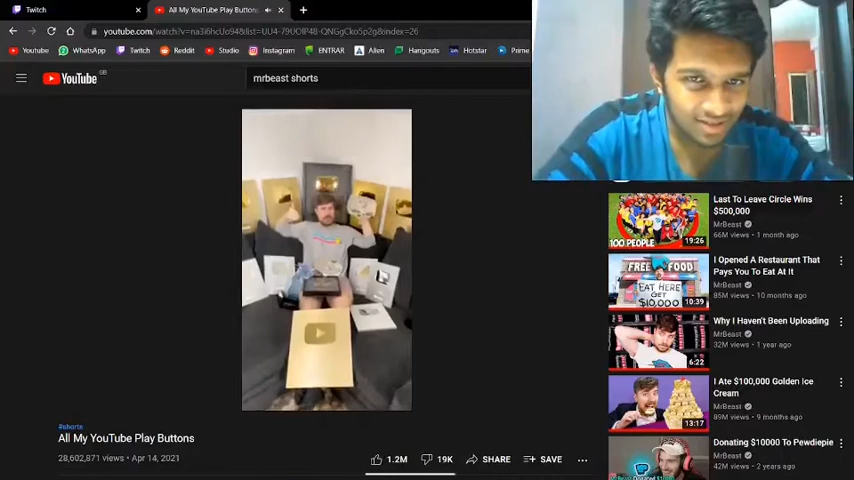 Twitch
All My YouTube Play Buttons
youtube.com/watch?v=na3i6hcUo94&list=UU4-79UOlP48-QNGgCko5p2g&index=26
Youtube WhatsApp Twitch Reddit Studio Instagram ENTRAR Alien Hangouts Hotstar Prime
YouTube GB
mrbeast shorts
Last To Leave Circle Wins
$500,000
MrBeast
66M views • 1 month ago
100 PEOPLE
19:26
I Opened A Restaurant That
Pays You To Eat At It
MrBeast
85M views • 10 months ago
FREE FOOD
EAT HERE
GET
$10,000
10:39
Why I Haven't Been Uploading
MrBeast
32M views • 1 year ago
6:22
I Ate $100,000 Golden Ice
Cream
MrBeast
89M views • 9 months ago
13:17
Donating $10000 To Pewdiepie
MrBeast
42M views • 2 years ago
#shorts
All My YouTube Play Buttons
28,602,871 views • Apr 14, 2021
1.2M 19K SHARE SAVE